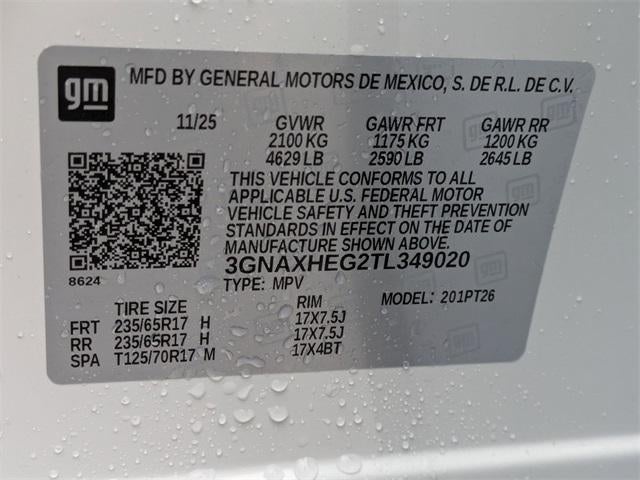 gm
MFD BY GENERAL MOTORS DE MEXICO, S. DE R.L. DE C.V.
11/25 GVWR GAWR FRT GAWR RR
2100 KG 1175 KG 1200 KG
4629 LB 2590 LB 2645 LB
THIS VEHICLE CONFORMS TO ALL
APPLICABLE U.S. FEDERAL MOTOR
VEHICLE SAFETY AND THEFT PREVENTION
STANDARDS IN EFFECT ON THE DATE OF
MANUFACTURE SHOWN ABOVE.
3GNAXHEG2TL349020
8624
TYPE: MPV MODEL: 201PT26
TIRE SIZE RIM
FRT 235/65R17 H 17X7.5J
RR 235/65R17 H 17X7.5J
SPA T125/70R17 M 17X4BT